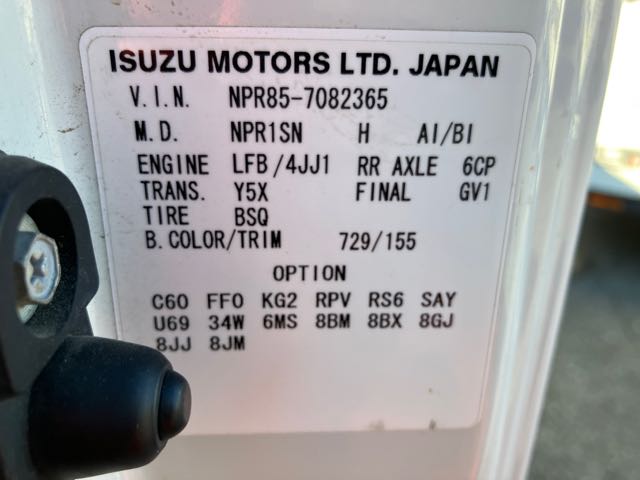 ISUZU MOTORS LTD. JAPAN
V.I.N. NPR85-7082365
M.D. NPR1SN H AI/BI
ENGINE LFB/4JJ1 RR AXLE 6CP
TRANS. Y5X FINAL GV1
TIRE BSQ
B.COLOR/TRIM 729/155
OPTION
C60 FF0 KG2 RPV RS6 SAY
U69 34W 6MS 8BM 8BX 8GJ
8JJ 8JM